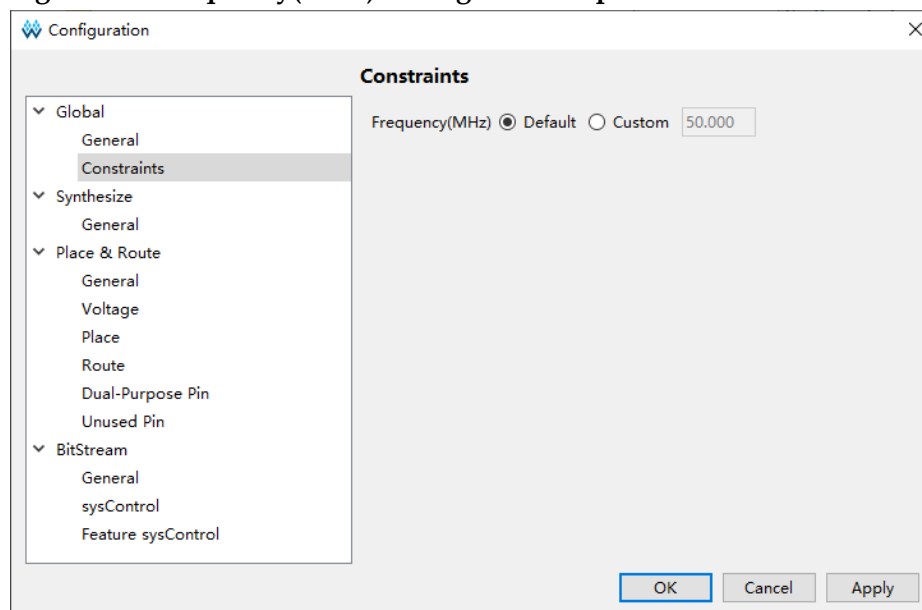 Configuration
Constraints
Global
General
Constraints
Synthesize
General
Place & Route
General
Voltage
Place
Route
Dual-Purpose Pin
Unused Pin
BitStream
General
sysControl
Feature sysControl
Frequency(MHz) Default Custom 50.000
OK Cancel Apply